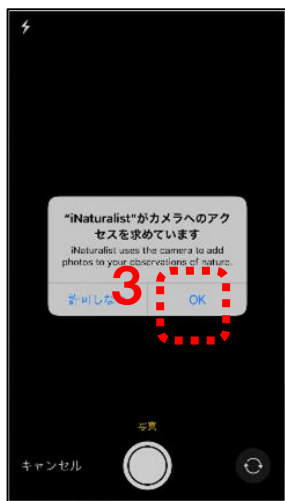 “iNaturalist”がカメラへのアク
セスを求めています
iNaturalist uses the camera to add
photos to your observations of nature.
許可しな
3
OK
写真
キャンセル